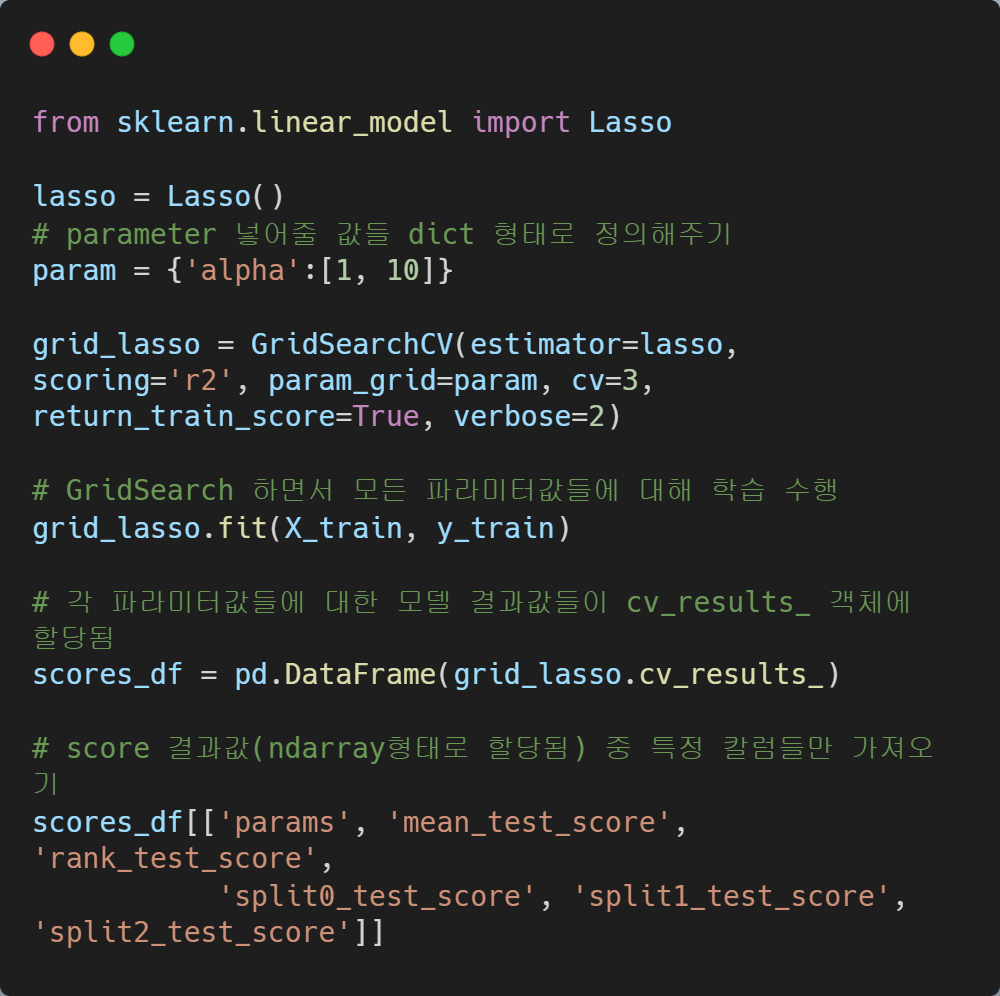 from sklearn.linear_model import Lasso
lasso = Lasso()
# parameter 넣어줄 값들 dict 형태로 정의해주기
param = {'alpha':[1, 10]}
grid_lasso = GridSearchCV(estimator=lasso,
scoring='r2', param_grid=param, cv=3,
return_train_score=True, verbose=2)
# GridSearch 하면서 모든 파라미터값들에 대해 학습 수행
grid_lasso.fit(X_train, y_train)
# 각 파라미터값들에 대한 모델 결과값들이 cv_results_ 객체에
할당됨
scores_df = pd.DataFrame(grid_lasso.cv_results_)
# score 결과값(ndarray형태로 할당됨) 중 특정 칼럼들만 가져오
기
scores_df[['params', 'mean_test_score',
'rank_test_score',
'split0_test_score', 'split1_test_score',
'split2_test_score']]